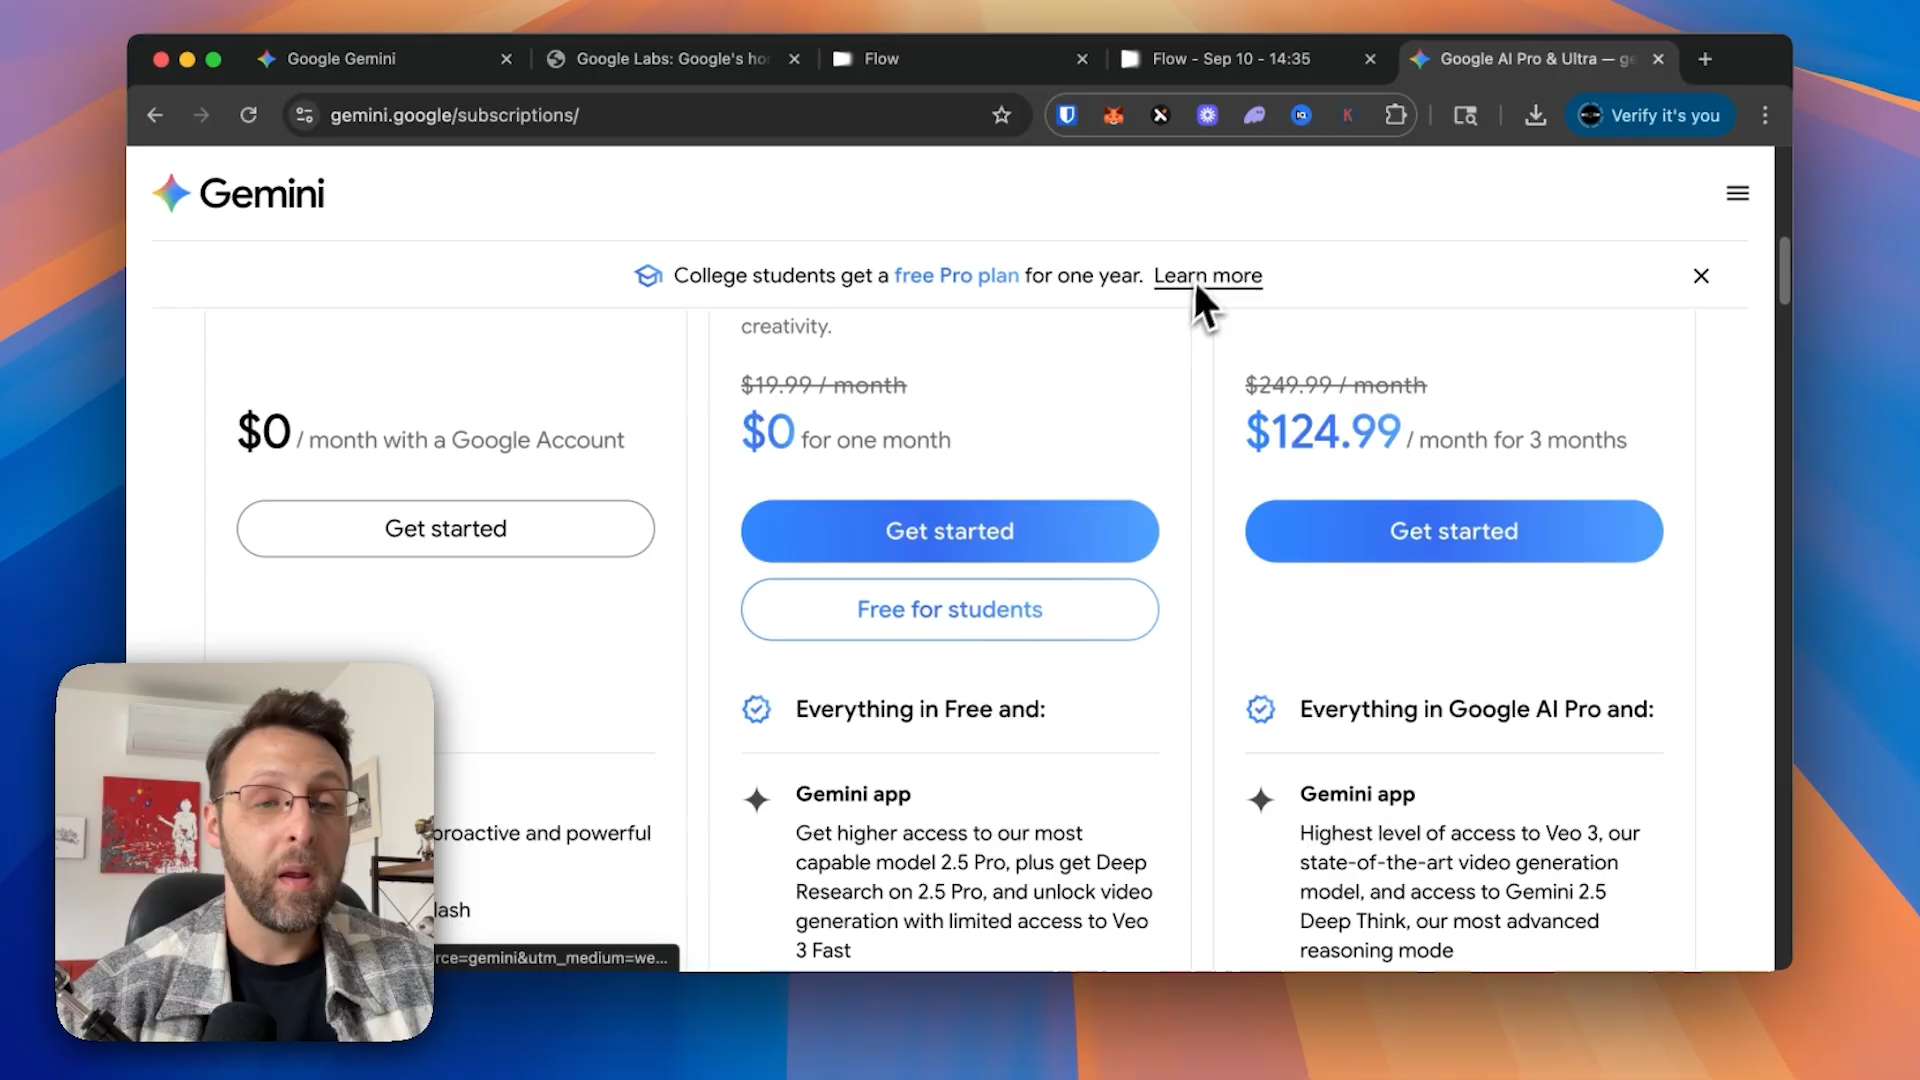 Google Gemini
Google Labs: Google's ho
Flow
Flow - Sep 10 - 14:35
Google AI Pro & Ultra — ge
gemini.google/subscriptions/
Verify it's you
Gemini
College students get a free Pro plan for one year. Learn more
creativity.
$0 / month with a Google Account
Get started
$19.99 / month
$0 for one month
Get started
Free for students
$249.99 / month
$124.99 / month for 3 months
Get started
proactive and powerful
lash
rce=gemini&utm_medium=we...
Everything in Free and:
Gemini app
Get higher access to our most
capable model 2.5 Pro, plus get Deep
Research on 2.5 Pro, and unlock video
generation with limited access to Veo
3 Fast
Everything in Google AI Pro and:
Gemini app
Highest level of access to Veo 3, our
state-of-the-art video generation
model, and access to Gemini 2.5
Deep Think, our most advanced
reasoning mode